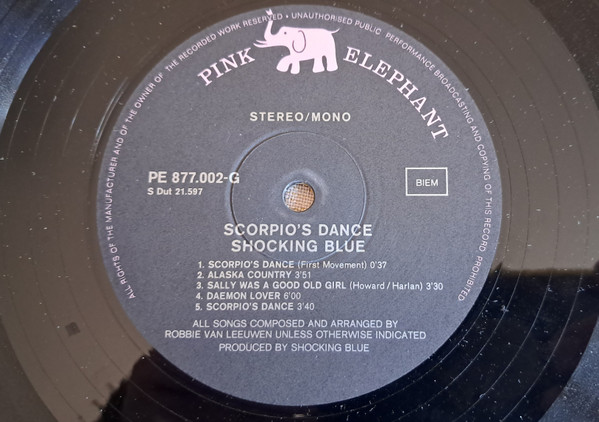 ALL RIGHTS OF THE MANUFACTURER AND OF THE OWNER OF THE RECORDED WORK RESERVED • UNAUTHORISED PUBLIC PERFORMANCE BROADCASTING AND COPYING OF THIS RECORD PROHIBITED
PINK ELEPHANT
STEREO/MONO
PE 877.002-G
S Dut 21.597
BIEM
SCORPIO'S DANCE
SHOCKING BLUE
1. SCORPIO'S DANCE (First Movement) 0'37
2. ALASKA COUNTRY 3'51
3. SALLY WAS A GOOD OLD GIRL (Howard/Harlan) 3'30
4. DAEMON LOVER 6'00
5. SCORPIO'S DANCE 3'40
ALL SONGS COMPOSED AND ARRANGED BY
ROBBIE VAN LEEUWEN UNLESS OTHERWISE INDICATED
PRODUCED BY SHOCKING BLUE